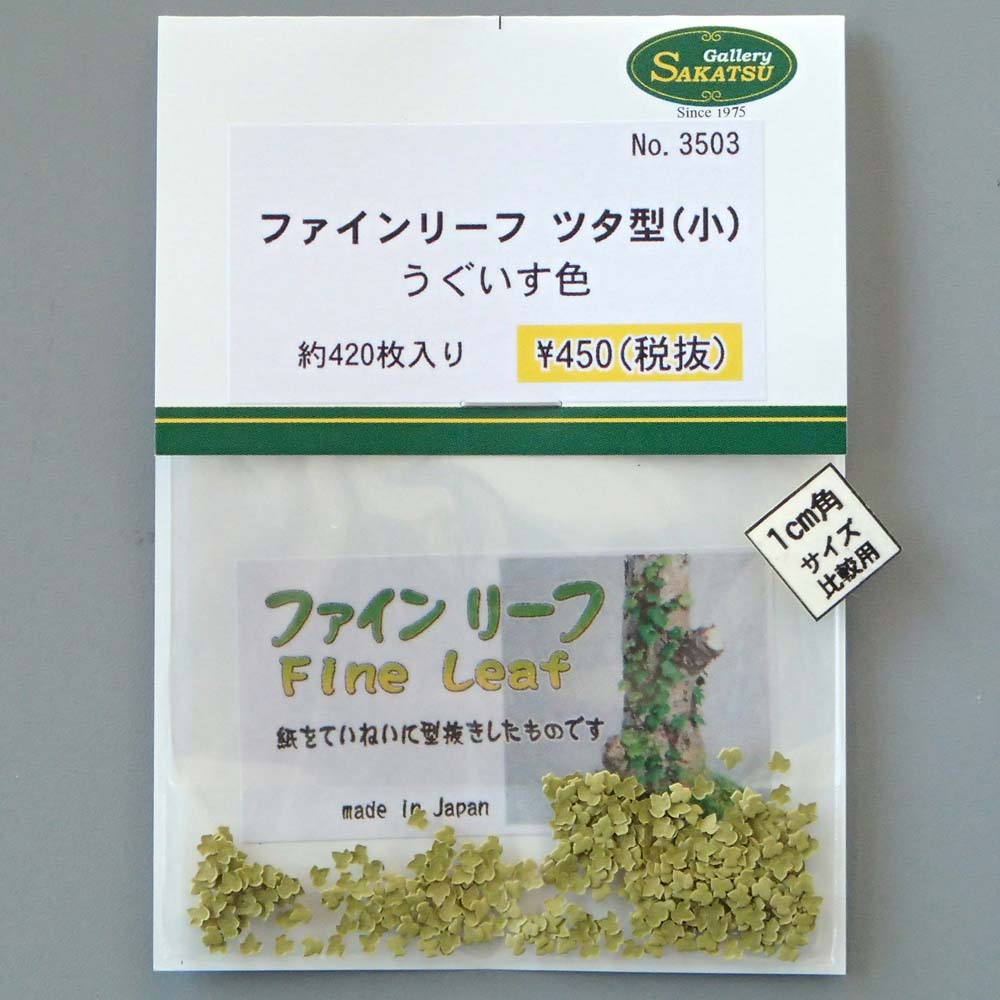 Gallery
SAKATSU
Since 1975
No. 3503
ファインリーフ ツタ型(小)
うぐいす色
約420枚入り ¥450(税抜)
1cm角
サイズ
比較用
ファイン リーフ
FIne Leaf
紙をていねいに型抜きしたものです
made in Japan